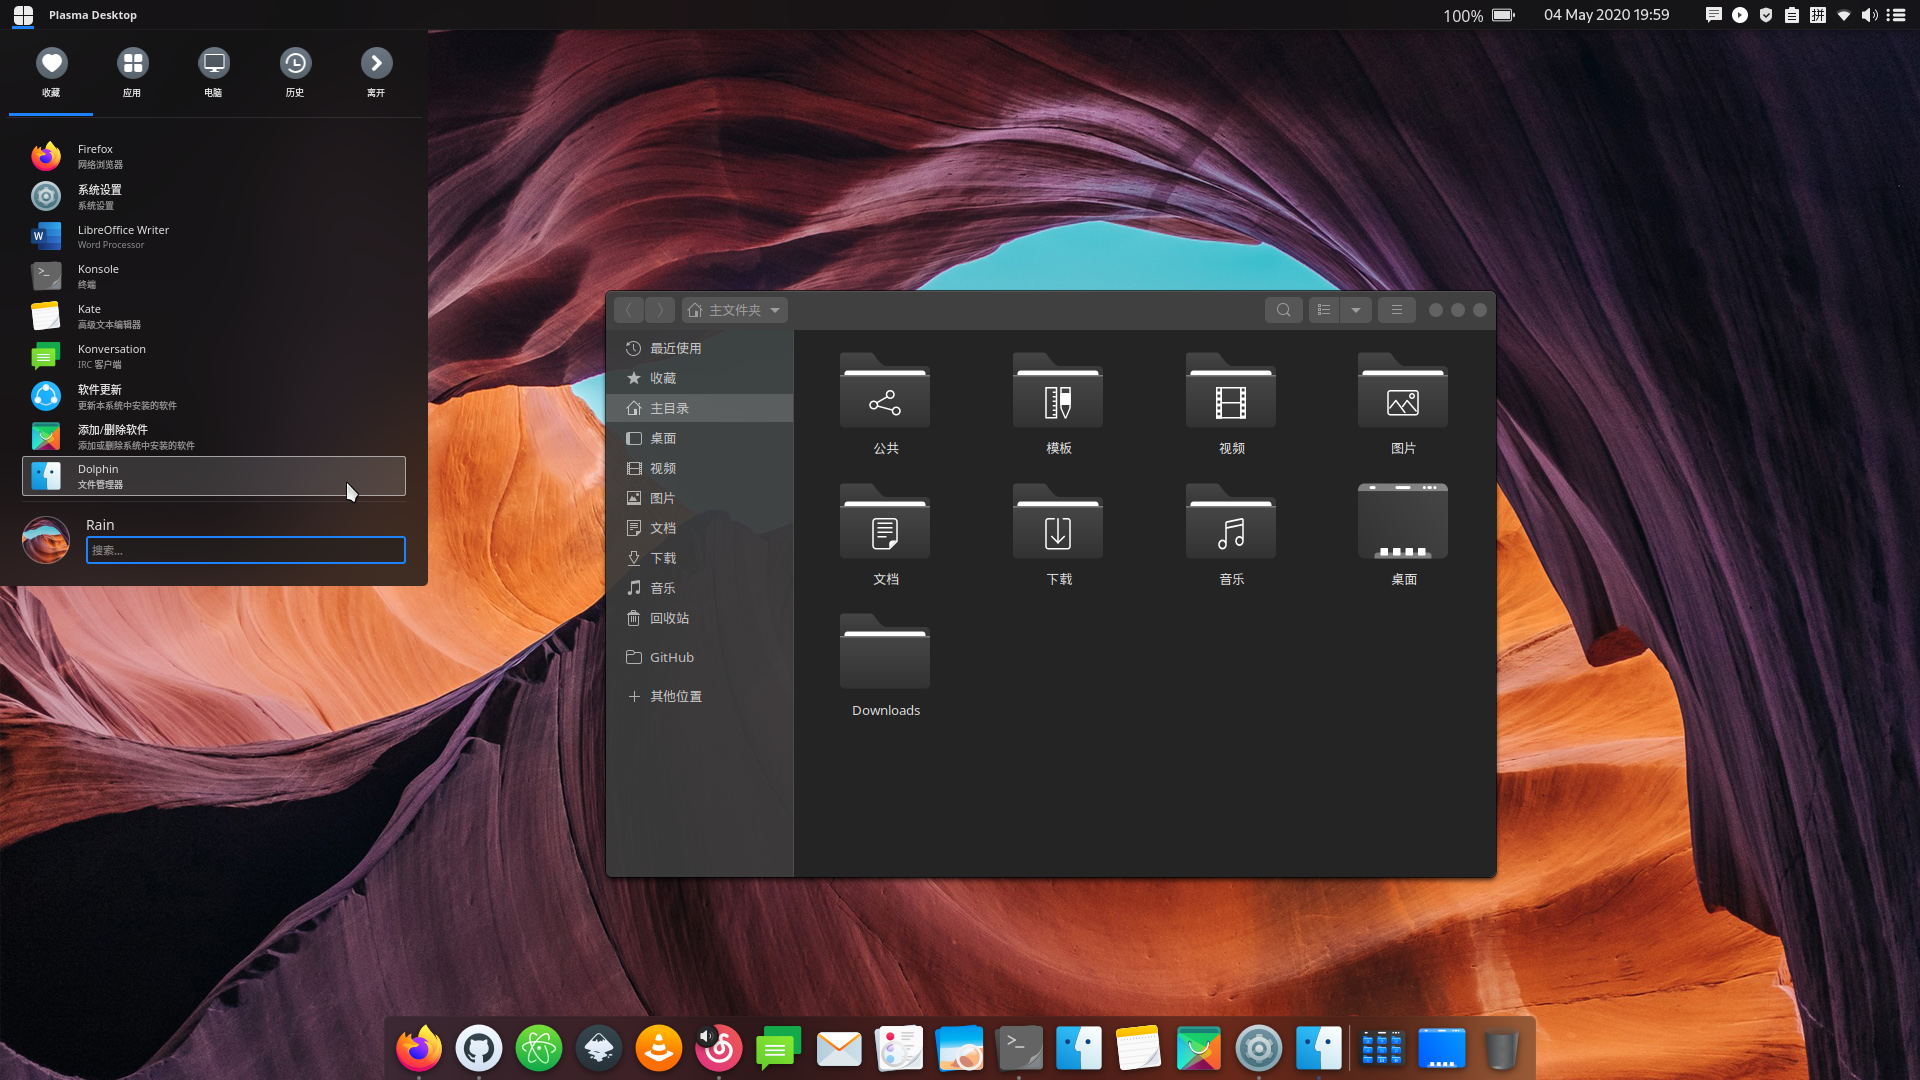 Plasma Desktop
100%
04 May 2020 19:59
拼
收藏
应用
电脑
历史
离开
Firefox
网络浏览器
系统设置
系统设置
LibreOffice Writer
Word Processor
Konsole
终端
Kate
高级文本编辑器
Konversation
IRC 客户端
软件更新
更新本系统中安装的软件
添加/删除软件
添加或删除系统中安装的软件
Dolphin
文件管理器
Rain
搜索...
主文件夹
最近使用
收藏
主目录
桌面
视频
图片
文档
下载
音乐
回收站
GitHub
其他位置
公共
模板
视频
图片
文档
下载
音乐
桌面
Downloads